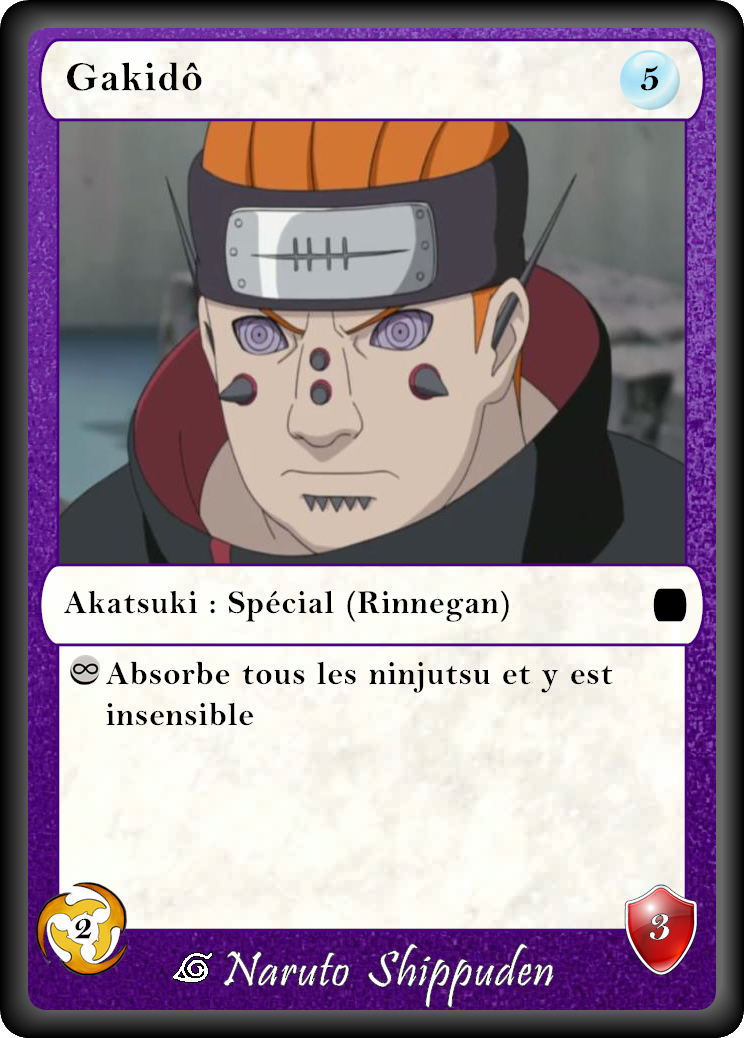 Gakidô
5
Akatsuki : Spécial (Rinnegan)
Absorbe tous les ninjutsu et y est
insensible
2
3
Naruto Shippuden